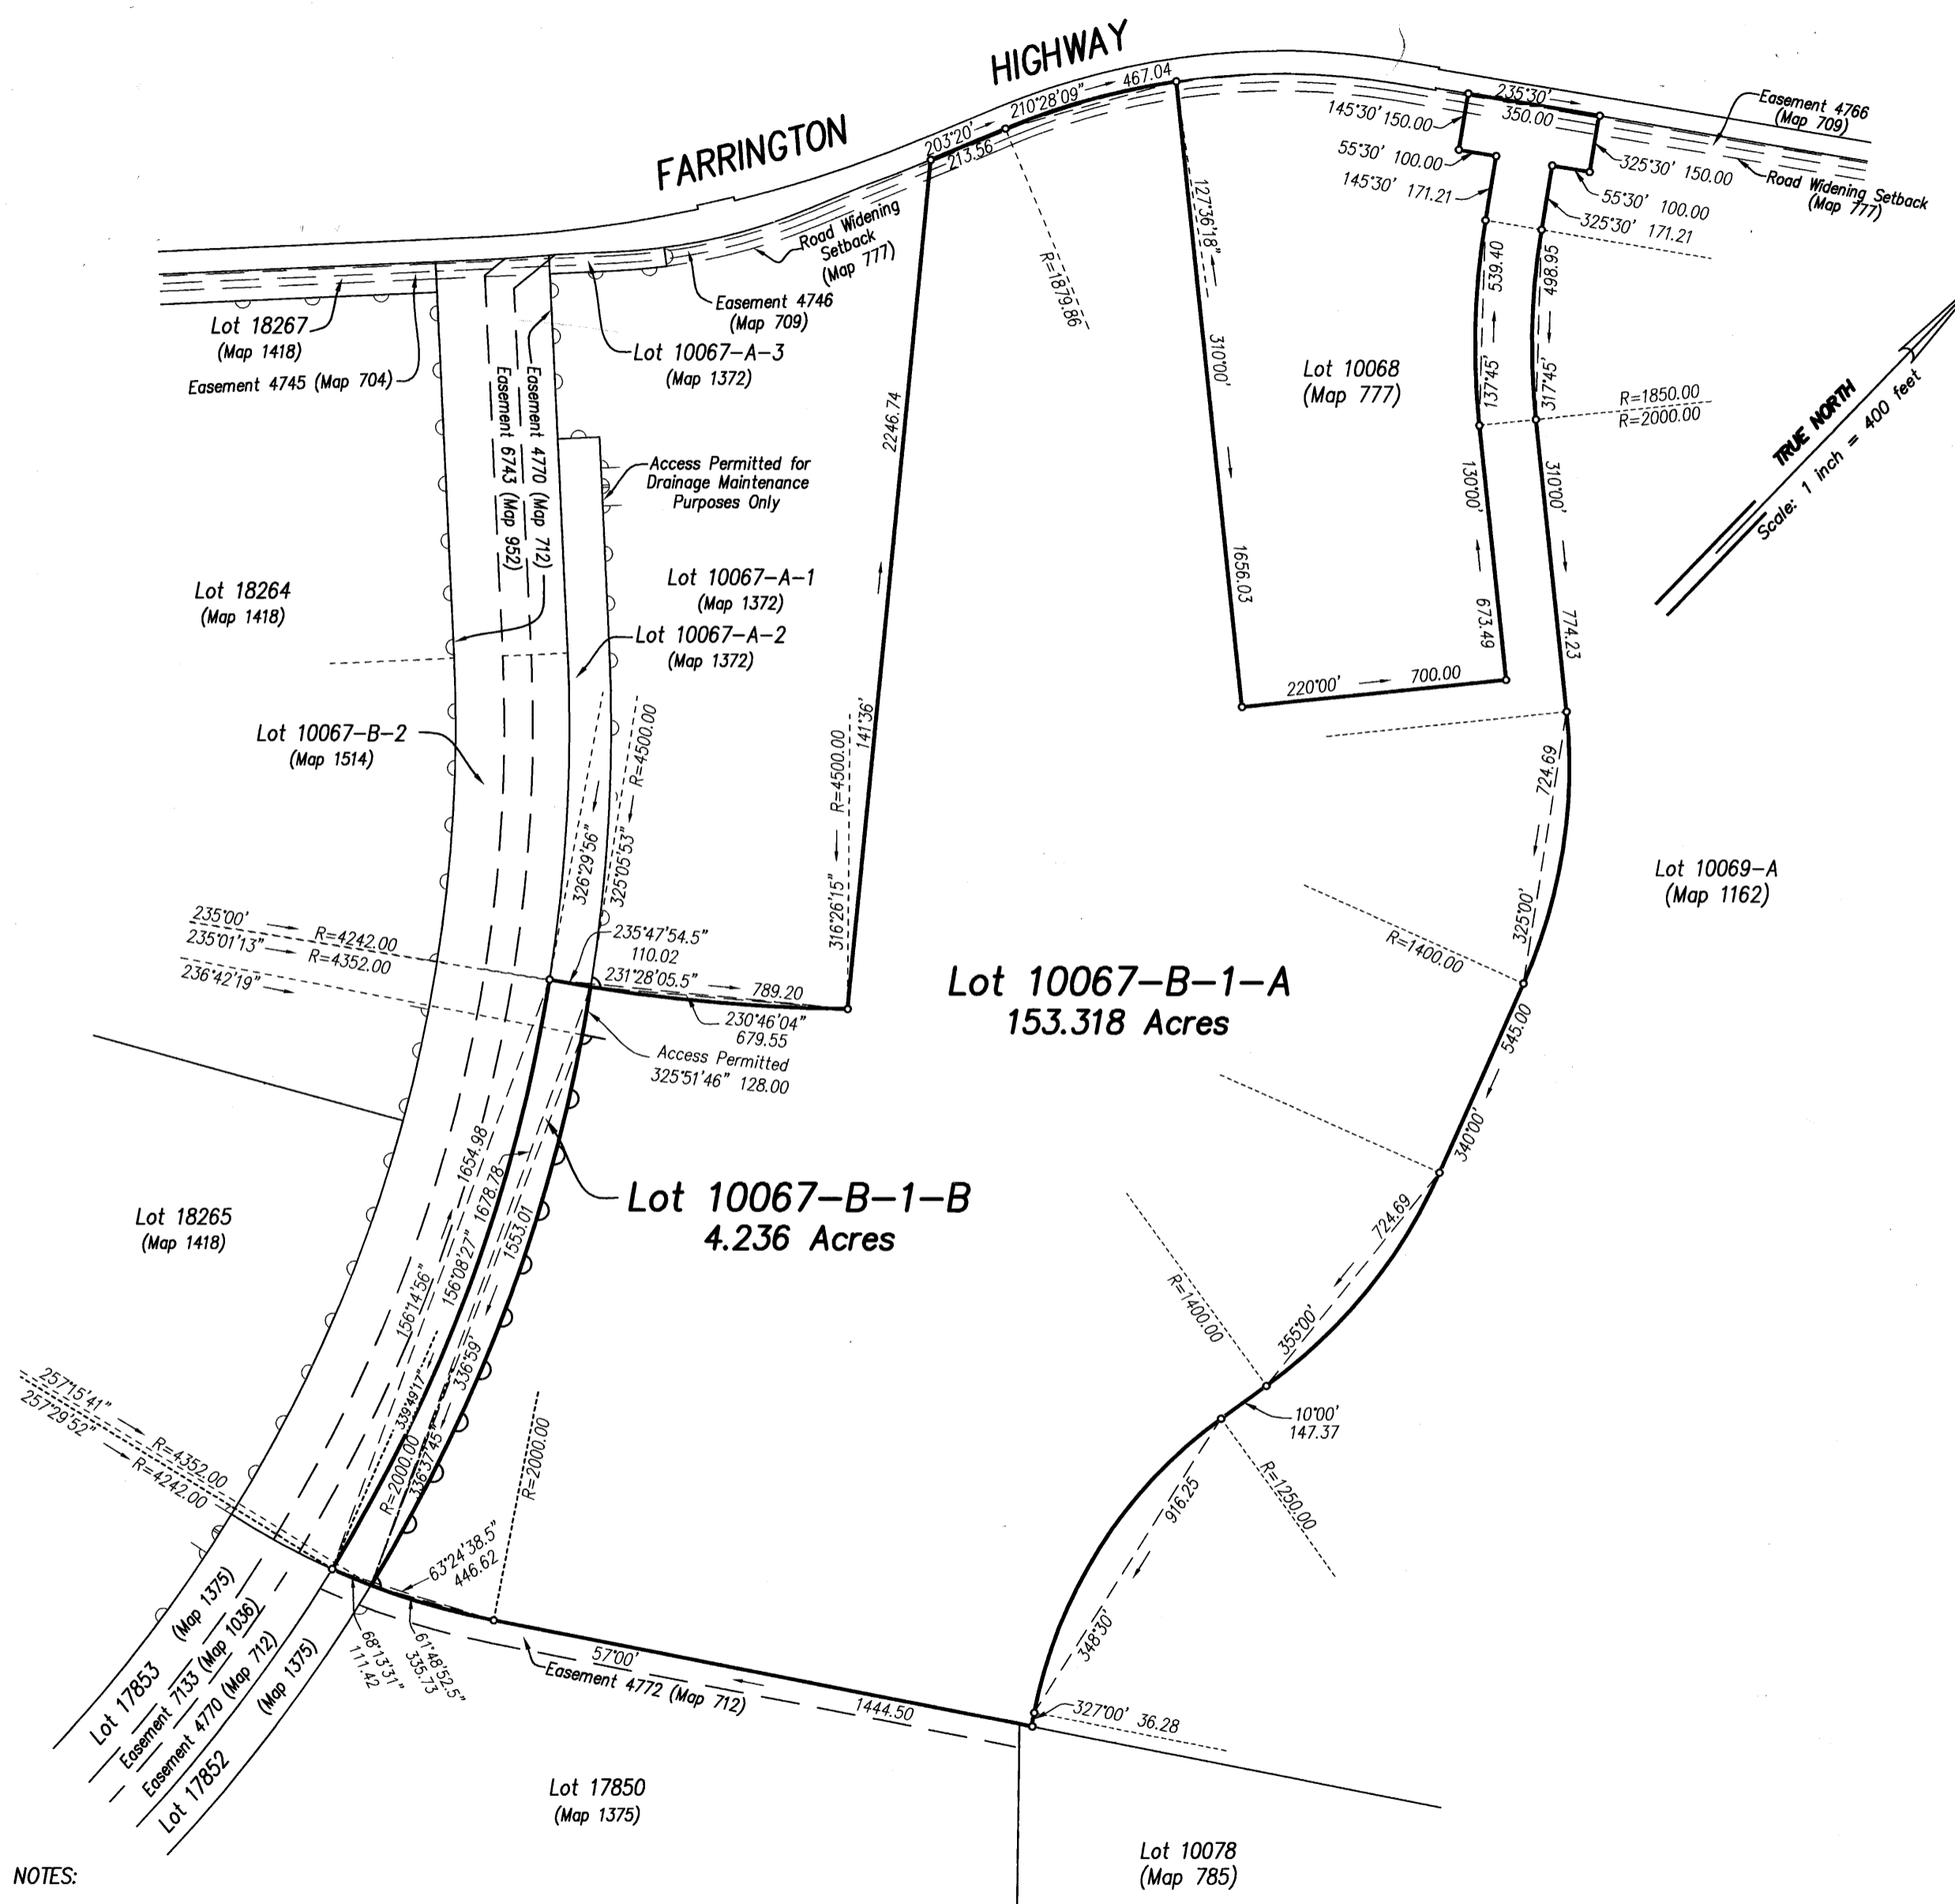 FARRINGTON
HIGHWAY
203°20'
213.56
210°28'09"
467.04
R=1879.86
145°30' 150.00
235°30'
350.00
55°30' 100.00
145°30' 171.21
325°30' 150.00
55°30' 100.00
325°30' 171.21
Easement 4766
(Map 709)
Road Widening Setback
(Map 777)
Road Widening
Setback
(Map 777)
Easement 4746
(Map 709)
Lot 18267
(Map 1418)
Easement 4745 (Map 704)
Lot 10067-A-3
(Map 1372)
Easement 4770 (Map 712)
Easement 6743 (Map 952)
Access Permitted for
Drainage Maintenance
Purposes Only
Lot 18264
(Map 1418)
Lot 10067-A-1
(Map 1372)
Lot 10067-A-2
(Map 1372)
Lot 10067-B-2
(Map 1514)
2246.74
141°36'
R=4500.00
316°26'15"
R=4500.00
325°05'53"
326°29'56"
127°36'18"
310°00'
1656.03
Lot 10068
(Map 777)
220°00'
700.00
539.40
137°45'
130°00'
673.49
498.95
317°45'
R=1850.00
R=2000.00
310°00'
774.23
TRUE NORTH
Scale: 1 inch = 400 feet
724.69
325°00'
R=1400.00
Lot 10069-A
(Map 1162)
545.00
340°00'
235°00'
R=4242.00
235°01'13"
R=4352.00
236°42'19"
235°47'54.5"
110.02
231°28'05.5"
789.20
230°46'04"
679.55
Access Permitted
325°51'46" 128.00
Lot 10067-B-1-A
153.318 Acres
Lot 10067-B-1-B
4.236 Acres
Lot 18265
(Map 1418)
1654.98
156°14'56"
1678.78
156°08'27"
1553.01
336°59'
339°49'17"
R=2000.00
336°37'45"
R=2000.00
257°15'41"
R=4352.00
257°29'52"
R=4242.00
63°24'38.5"
446.62
68°13'31"
111.42
61°48'52.5"
335.73
724.69
355°00'
R=1400.00
10°00'
147.37
R=1250.00
916.25
348°30'
327°00' 36.28
57°00'
1444.50
Easement 4772 (Map 712)
Lot 17853 (Map 1375)
Easement 7133 (Map 1036)
Easement 4770 (Map 712)
Lot 17852 (Map 1375)
Lot 17850
(Map 1375)
Lot 10078
(Map 785)
NOTES: